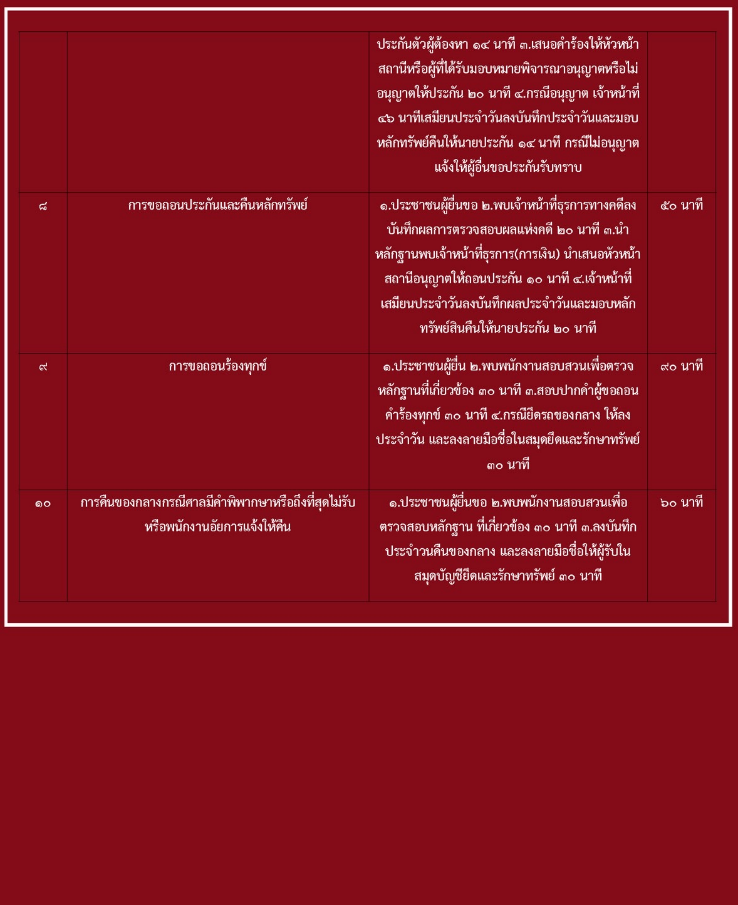 ประกันตัวผู้ต้องหา ๑๔ นาที ๓.เสนอคำร้องให้หัวหน้า
สถานีหรือผู้ที่ได้รับมอบหมายพิจารณาอนุญาตหรือไม่
อนุญาตให้ประกัน ๒๐ นาที ๔.กรณีอนุญาต เจ้าหน้าที่
๔๖ นาทีเสมียนประจำวันลงบันทึกประจำวันและมอบ
หลักทรัพย์คืนให้นายประกัน ๑๔ นาที กรณีไม่อนุญาต
แจ้งให้ผู้อื่นขอประกันรับทราบ
๘ การขอถอนประกันและคืนหลักทรัพย์ ๑.ประชาชนผู้ยื่นขอ ๒.พบเจ้าหน้าที่ธุรการทางคดีลง ๕๐ นาที
บันทึกผลการตรวจสอบผลแห่งคดี ๒๐ นาที ๓.นำ
หลักฐานพบเจ้าหน้าที่ธุรการ(การเงิน) นำเสนอหัวหน้า
สถานีอนุญาตให้ถอนประกัน ๑๐ นาที ๔.เจ้าหน้าที่
เสมียนประจำวันลงบันทึกผลประจำวันและมอบหลัก
ทรัพย์สินคืนให้นายประกัน ๒๐ นาที
๙ การขอถอนร้องทุกข์ ๑.ประชาชนผู้ยื่น ๒.พบพนักงานสอบสวนเพื่อตรวจ ๙๐ นาที
หลักฐานที่เกี่ยวข้อง ๓๐ นาที ๓.สอบปากคำผู้ขอถอน
คำร้องทุกข์ ๓๐ นาที ๔.กรณียึดรถของกลาง ให้ลง
ประจำวัน และลงลายมือชื่อในสมุดยึดและรักษาทรัพย์
๓๐ นาที
๑๐ การคืนของกลางกรณีศาลมีคำพิพากษาหรือถึงที่สุดไม่รับ ๑.ประชาชนผู้ยื่นขอ ๒.พบพนักงานสอบสวนเพื่อ ๖๐ นาที
หรือพนักงานอัยการแจ้งให้คืน ตรวจสอบหลักฐาน ที่เกี่ยวข้อง ๓๐ นาที ๓.ลงบันทึก
ประจำวนคืนของกลาง และลงลายมือชื่อให้ผู้รับใน
สมุดบัญชียึดและรักษาทรัพย์ ๓๐ นาที